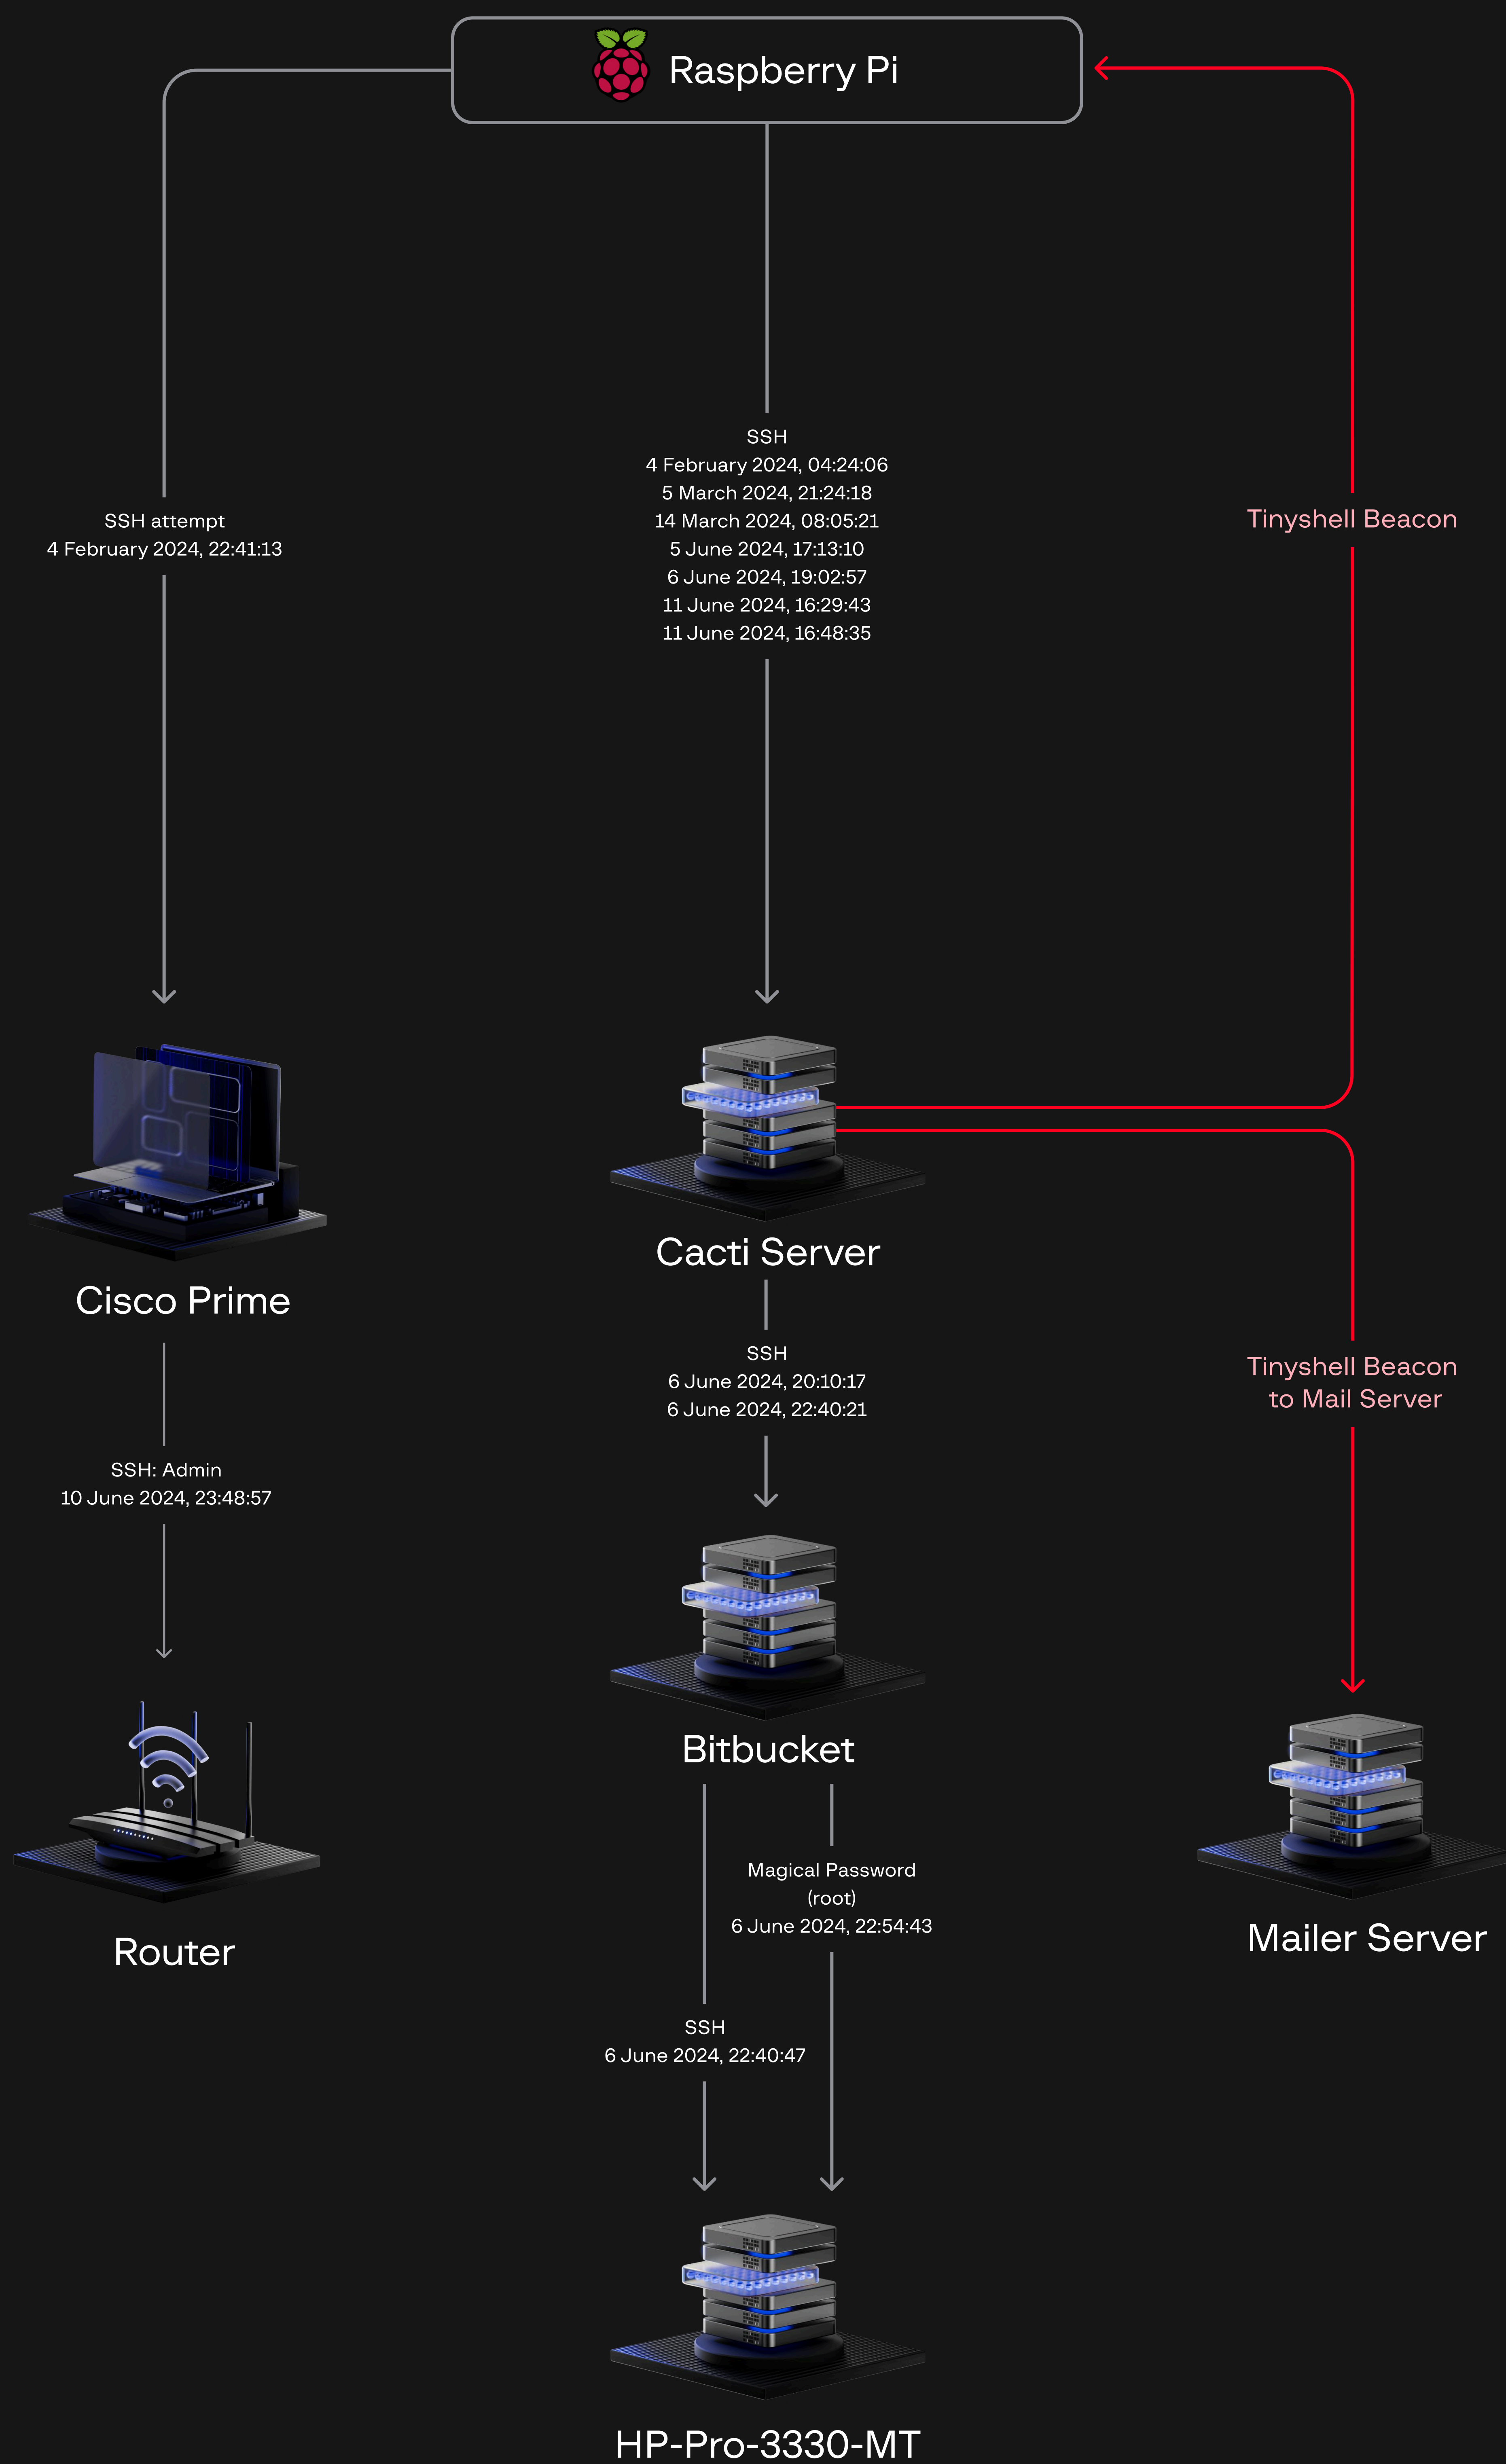 Raspberry Pi
SSH attempt
4 February 2024, 22:41:13
SSH
4 February 2024, 04:24:06
5 March 2024, 21:24:18
14 March 2024, 08:05:21
5 June 2024, 17:13:10
6 June 2024, 19:02:57
11 June 2024, 16:29:43
11 June 2024, 16:48:35
Tinyshell Beacon
Cisco Prime
Cacti Server
SSH: Admin
10 June 2024, 23:48:57
SSH
6 June 2024, 20:10:17
6 June 2024, 22:40:21
Tinyshell Beacon
to Mail Server
Router
Bitbucket
Mailer Server
Magical Password
(root)
6 June 2024, 22:54:43
SSH
6 June 2024, 22:40:47
HP-Pro-3330-MT